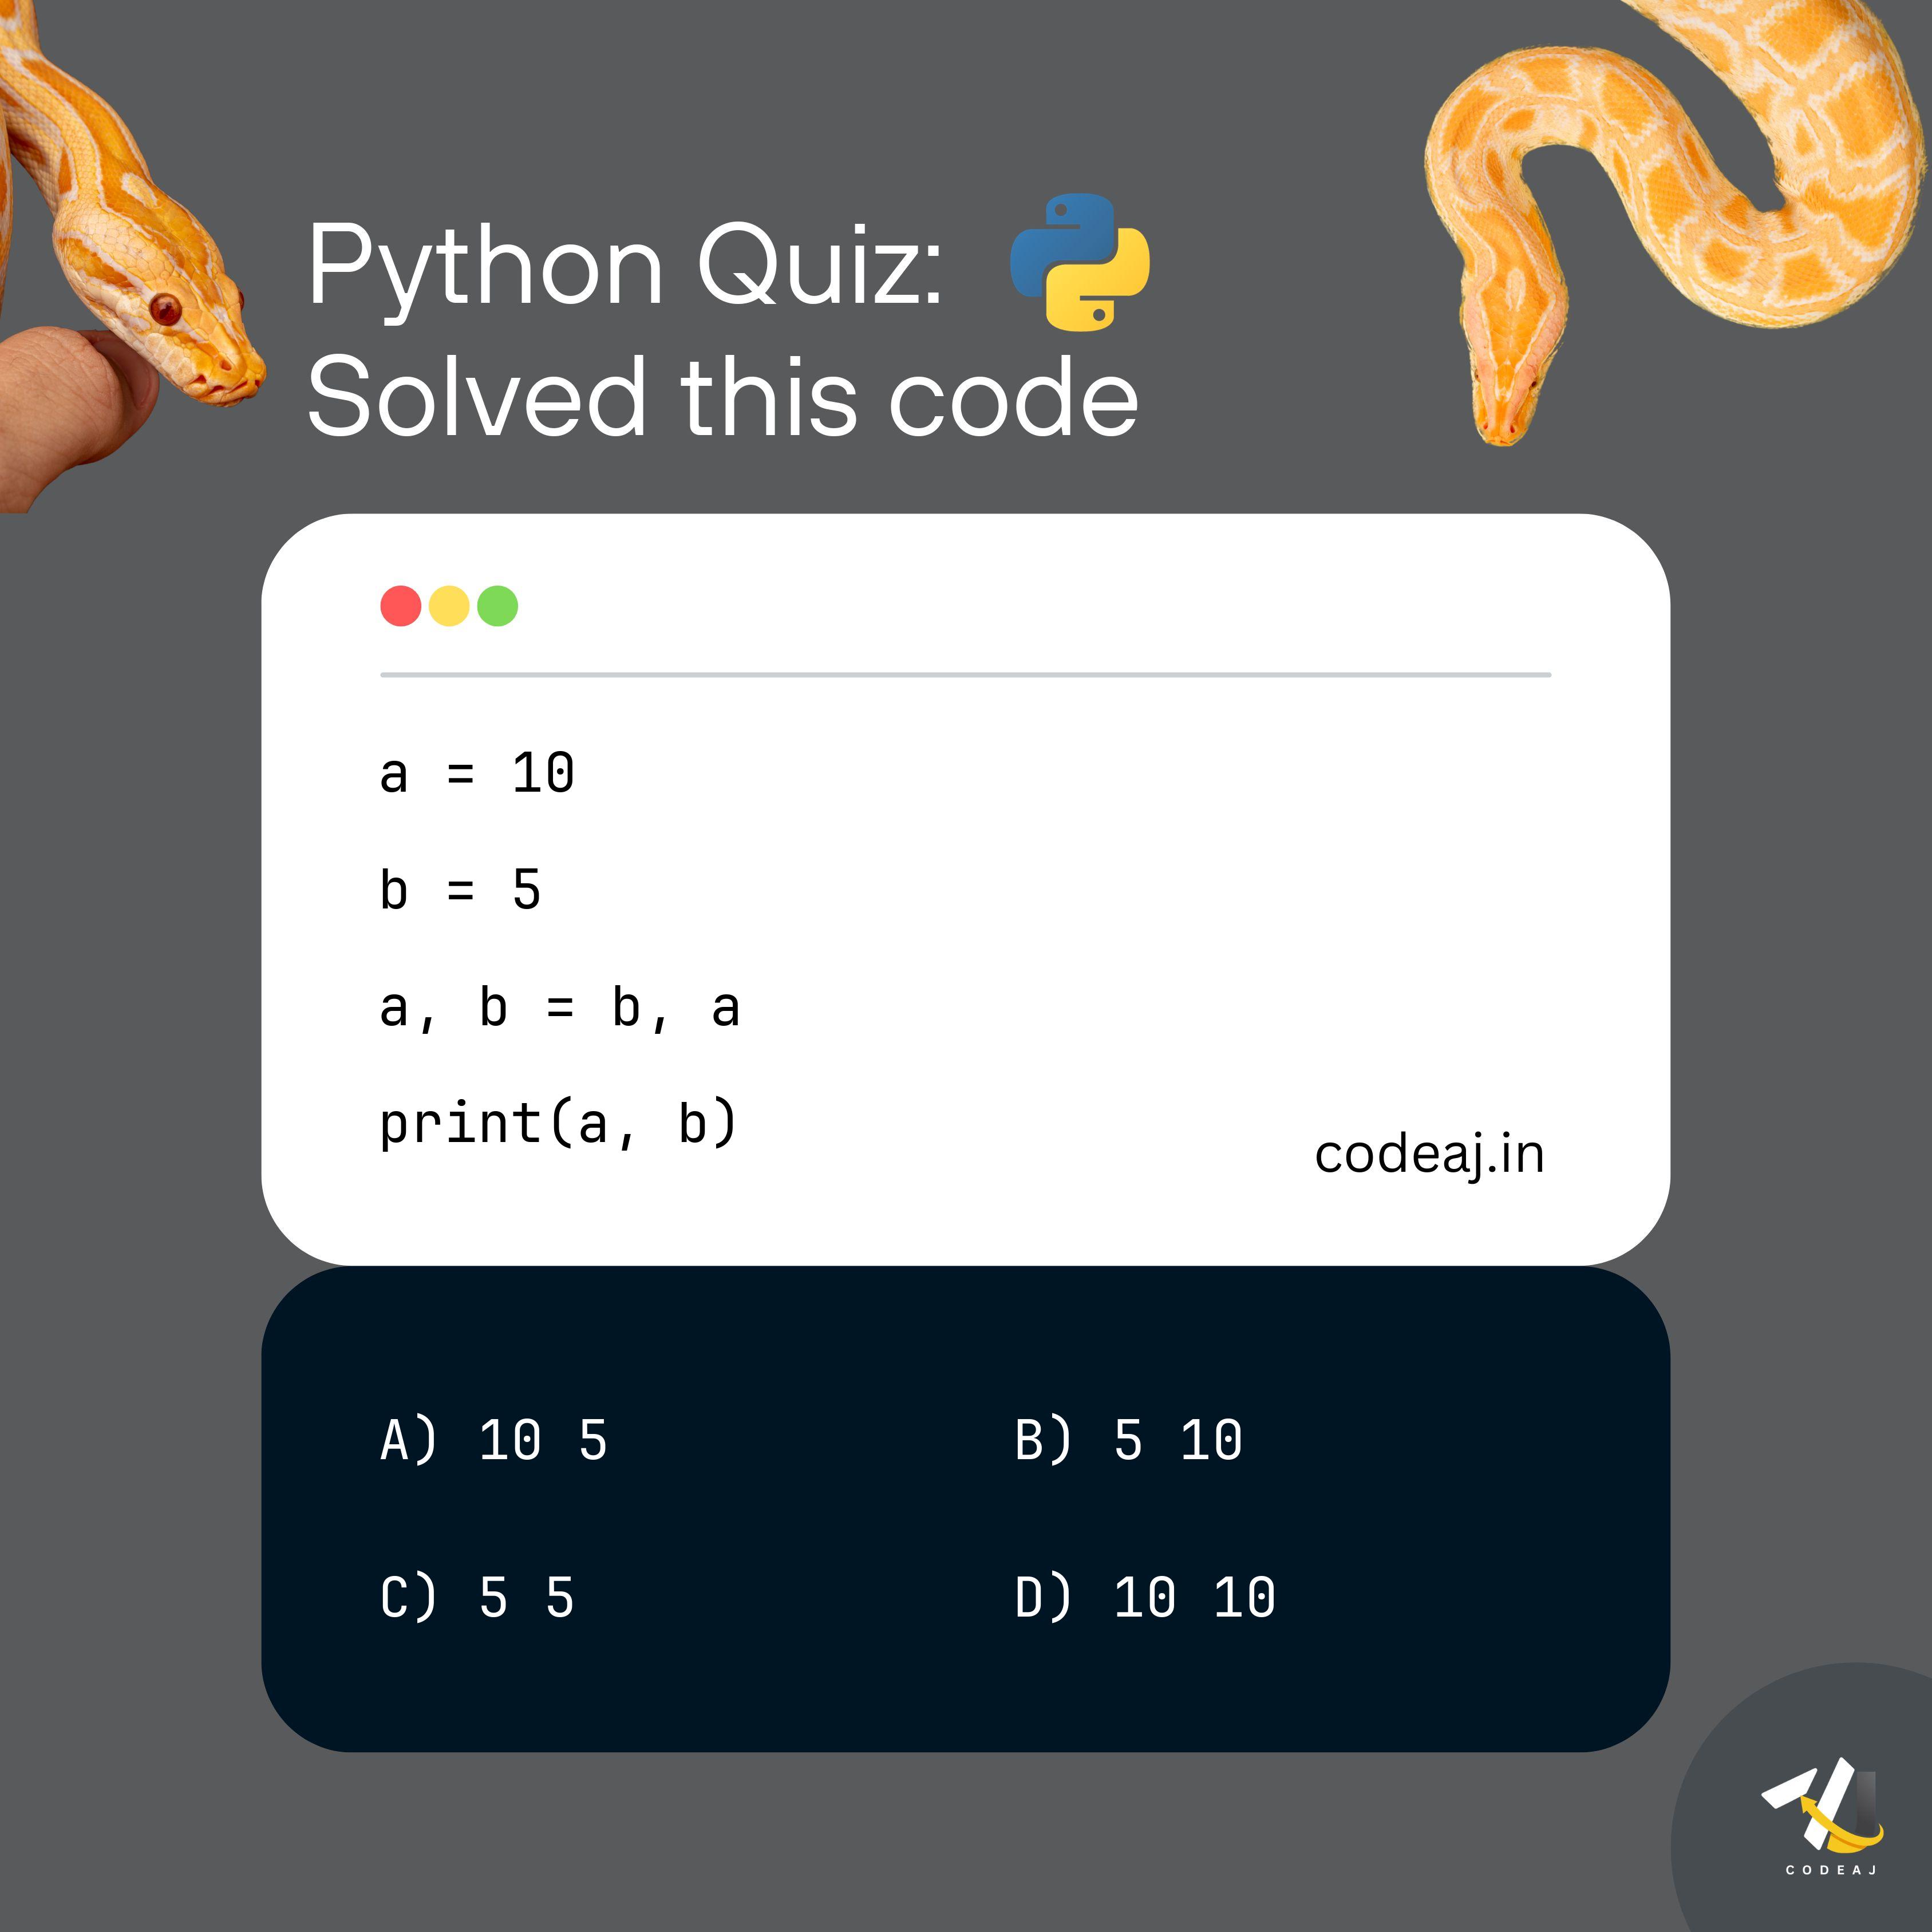 Python Quiz:
Solved this code
a = 10
b = 5
a, b = b, a
print(a, b)
codeaj.in
A) 10 5
B) 5 10
C) 5 5
D) 10 10
CODEAJ